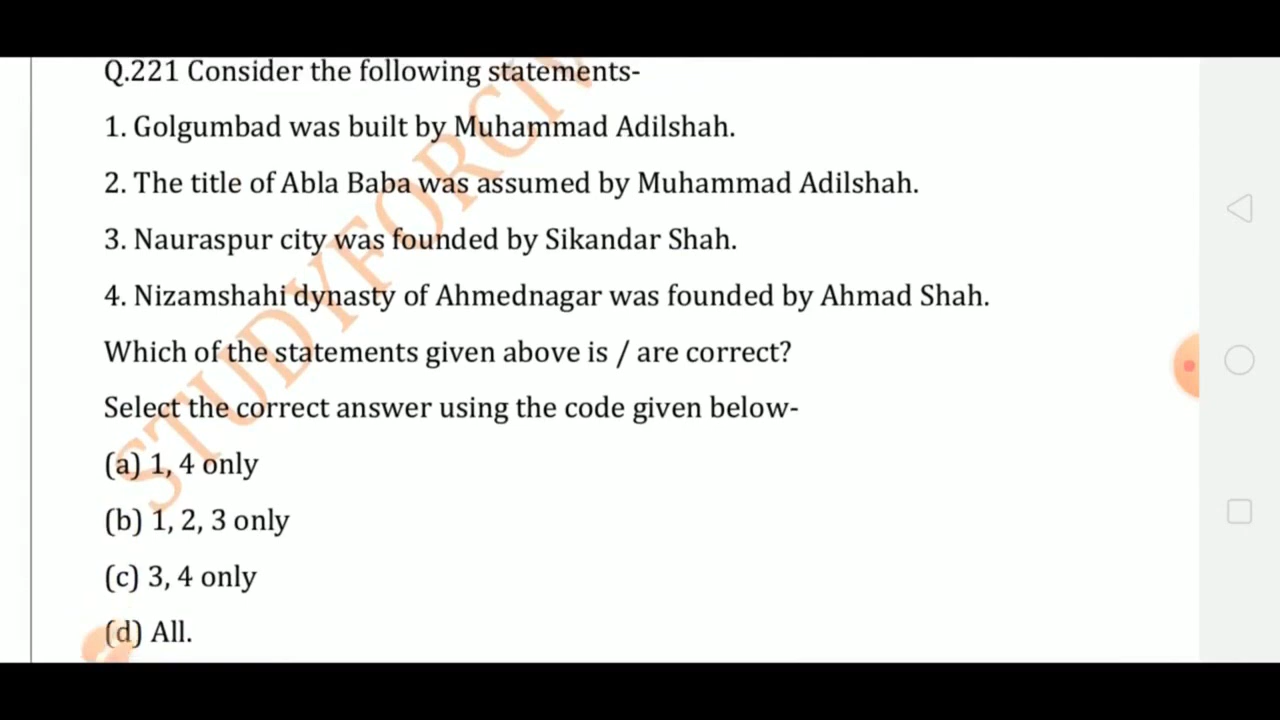 Q.221 Consider the following statements-
1. Golgumbad was built by Muhammad Adilshah.
2. The title of Abla Baba was assumed by Muhammad Adilshah.
3. Nauraspur city was founded by Sikandar Shah.
4. Nizamshahi dynasty of Ahmednagar was founded by Ahmad Shah.
Which of the statements given above is / are correct?
Select the correct answer using the code given below-
(a) 1, 4 only
(b) 1, 2, 3 only
(c) 3, 4 only
(d) All.
STUDYFORCIV